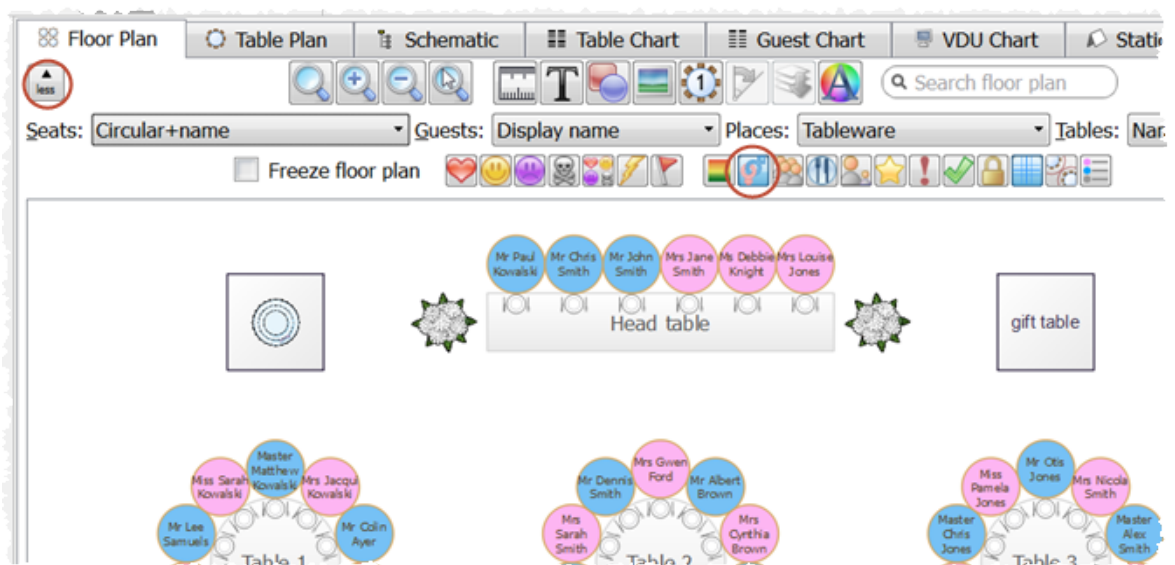 Floor Plan Table Plan Schematic Table Chart Guest Chart VDU Chart Static
less T 1 A Search floor plan
Seats: Circular+name Guests: Display name Places: Tableware Tables: Nar
Freeze floor plan
Mr Paul Kowalski
Mr Chris Smith
Mr John Smith
Mrs Jane Smith
Ms Debbie Knight
Mrs Louise Jones
Head table
gift table
Master Matthew Kowalski
Miss Sarah Kowalski
Mrs Jacqui Kowalski
Mr Lee Samuels
Mr Colin Ayer
Table 1
Mrs Gwen Ford
Mr Dennis Smith
Mr Albert Brown
Mrs Sarah Smith
Mrs Cynthia Brown
Table 2
Mr Otis Jones
Miss Pamela Jones
Mrs Nicola Smith
Master Chris Jones
Master Alex Smith
Table 3